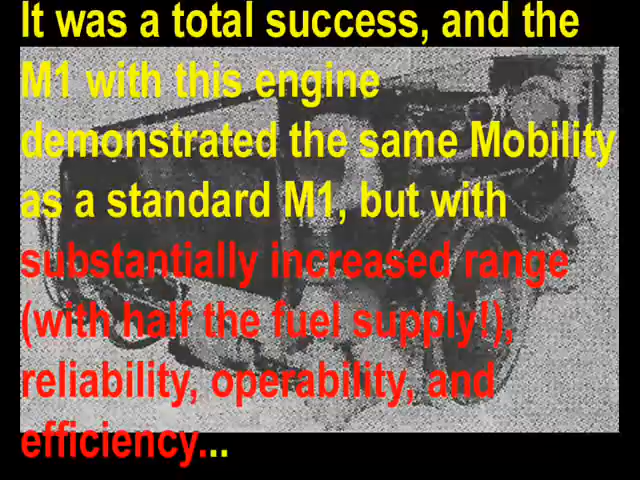 It was a total success, and the
M1 with this engine
demonstrated the same Mobility
as a standard M1, but with
substantially increased range
(with half the fuel supply!),
reliability, operability, and
efficiency...